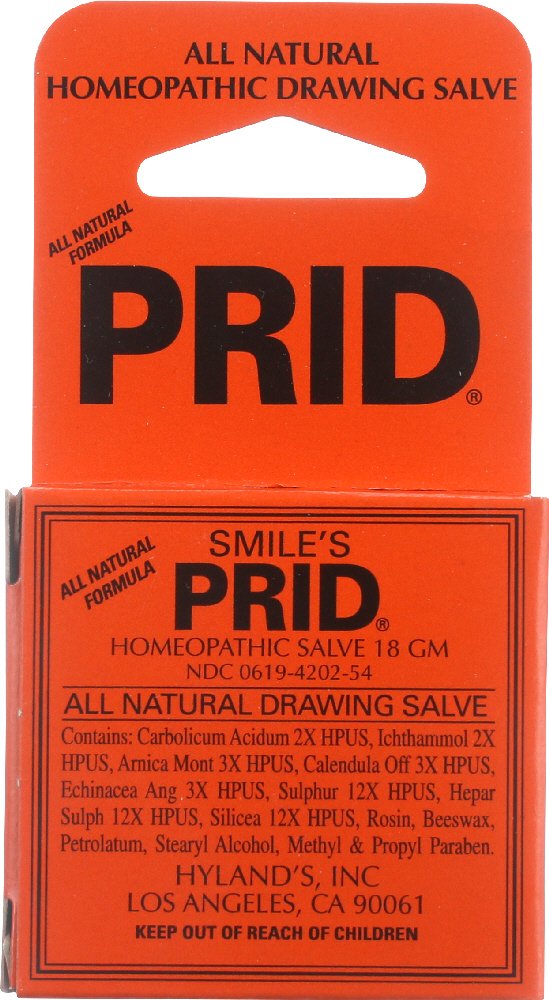 ALL NATURAL
HOMEOPATHIC DRAWING SALVE
ALL NATURAL
FORMULA
PRID®
SMILE'S
ALL NATURAL
FORMULA
PRID®
HOMEOPATHIC SALVE 18 GM
NDC 0619-4202-54
ALL NATURAL DRAWING SALVE
Contains: Carbolicum Acidum 2X HPUS, Ichthammol 2X
HPUS, Arnica Mont 3X HPUS, Calendula Off 3X HPUS,
Echinacea Ang 3X HPUS, Sulphur 12X HPUS, Hepar
Sulph 12X HPUS, Silicea 12X HPUS, Rosin, Beeswax,
Petrolatum, Stearyl Alcohol, Methyl & Propyl Paraben.
HYLAND'S, INC
LOS ANGELES, CA 90061
KEEP OUT OF REACH OF CHILDREN